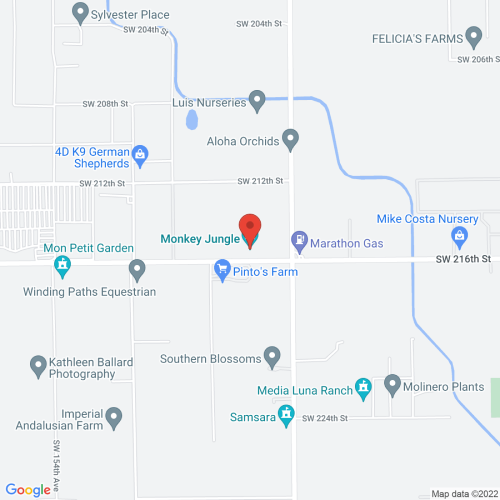 Sylvester Place
SW 204th St
SW 204th St
FELICIA'S FARMS
SW 206th St
SW 208th St
Luis Nurseries
Aloha Orchids
4D K9 German
Shepherds
SW 212th St
SW 212th St
Mike Costa Nursery
Monkey Jungle
Marathon Gas
Mon Petit Garden
SW 216th St
Pinto's Farm
Winding Paths Equestrian
Southern Blossoms
Kathleen Ballard
Photography
Media Luna Ranch
Molinero Plants
Imperial
Andalusian Farm
Samsara
SW 224th St
SW 154th Ave
Google
Map data ©2022